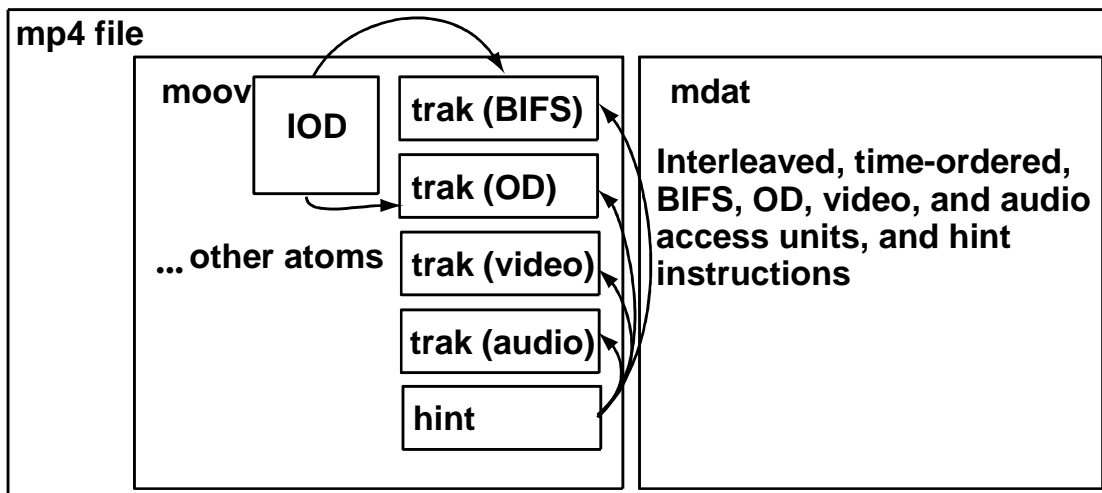 mp4 file
moov
IOD
trak (BIFS)
trak (OD)
... other atoms
trak (video)
trak (audio)
hint
mdat
Interleaved, time-ordered,
BIFS, OD, video, and audio
access units, and hint
instructions